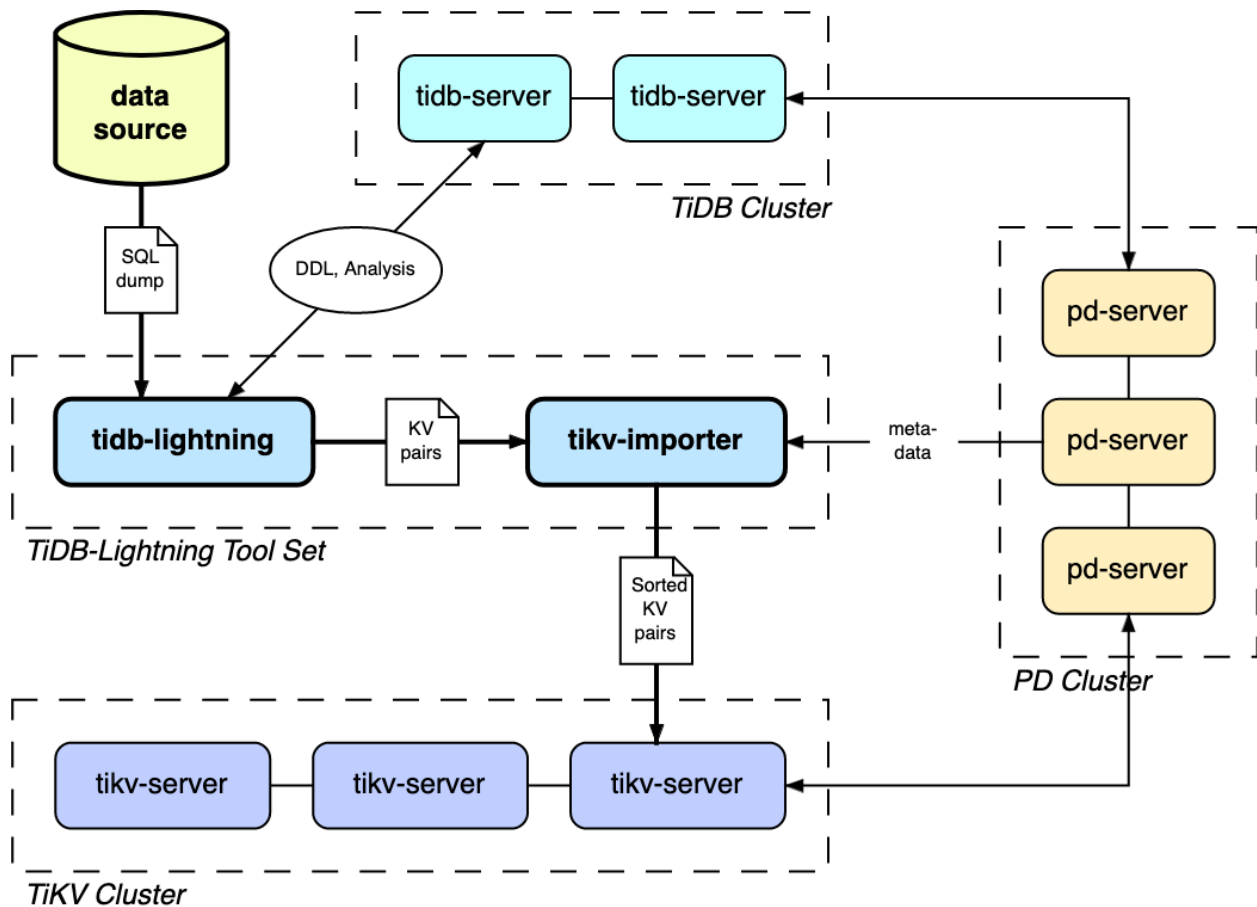 data
source
tidb-server
tidb-server
TiDB Cluster
SQL
dump
DDL, Analysis
pd-server
pd-server
pd-server
PD Cluster
tidb-lightning
KV
pairs
tikv-importer
meta-
data
TiDB-Lightning Tool Set
Sorted
KV
pairs
tikv-server
tikv-server
tikv-server
TiKV Cluster